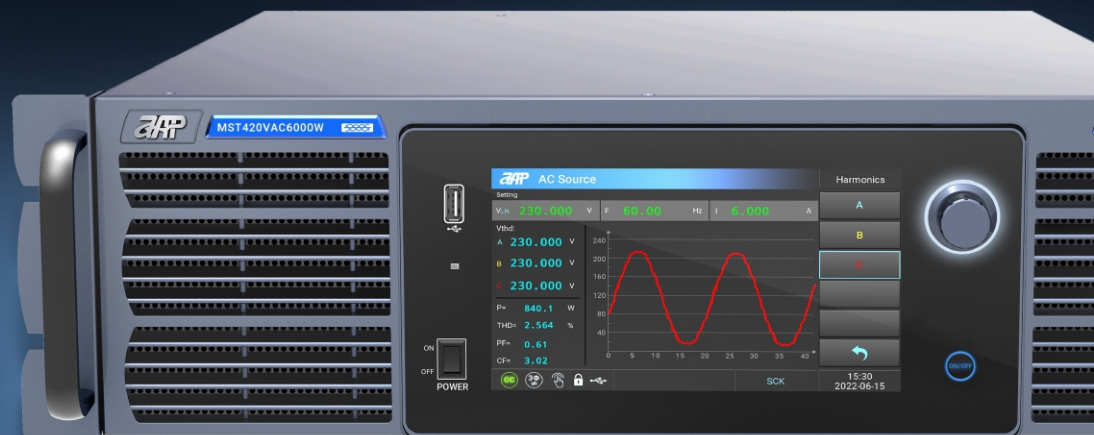 MST420VAC6000W
AC Source
Harmonics
Setting
VLN 230.000 V F 60.00 Hz I 6.000 A
A
B
Vthd:
A 230.000 V
B 230.000 V
C 230.000 V
P= 840.1 W
THD= 2.564 %
PF= 0.61
CF= 3.02
240
200
160
120
80
40
0 5 10 15 20 25 30 35 40
CC
SCK
15:30
2022-06-15
ON
OFF
POWER
ON/OFF